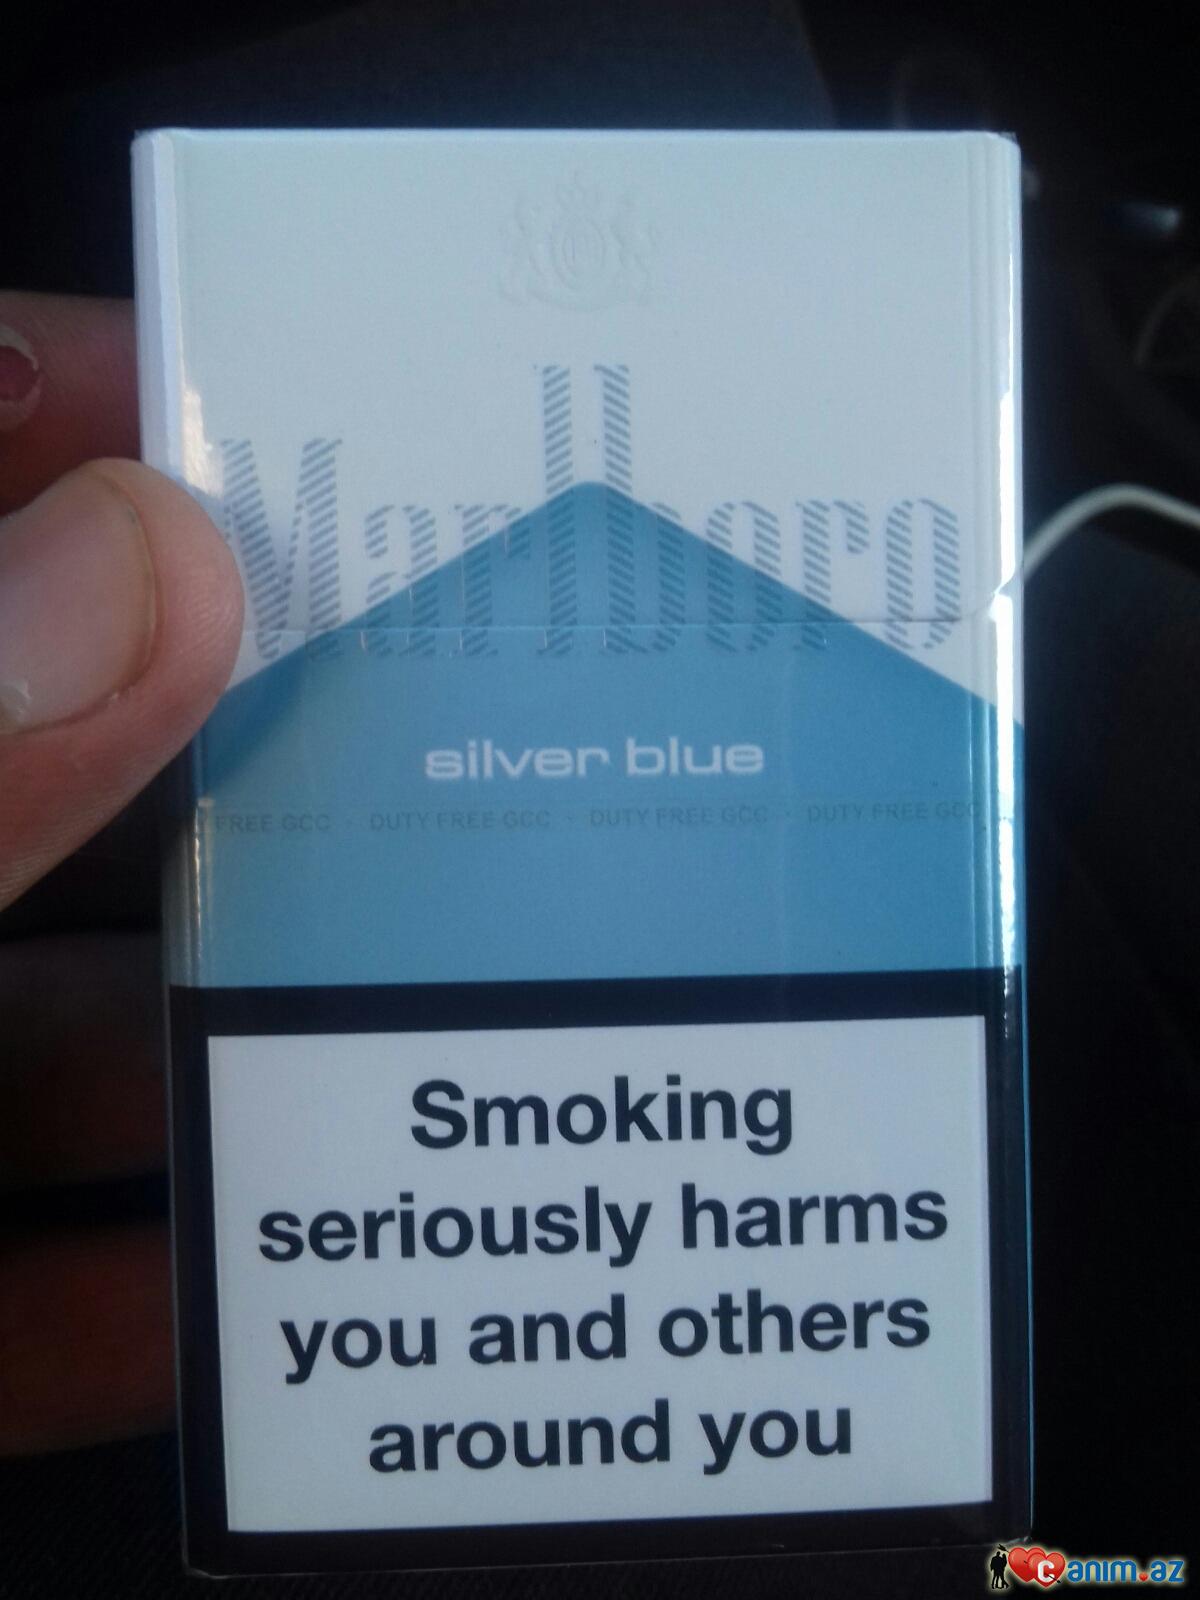 Marlboro
silver blue
FREE GCC · DUTY FREE GCC · DUTY FREE GCC · DUTY FREE GCC
Smoking
seriously harms
you and others
around you
Canim.az